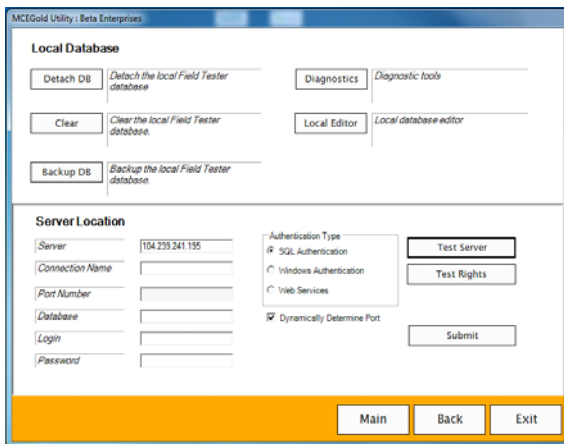 MCEGold Utility : Beta Enterprises
Local Database
Detach DB
Detach the local Field Tester
database
Diagnostics
Diagnostic tools
Clear
Clear the local Field Tester
database.
Local Editor
Local database editor
Backup DB
Backup the local Field Tester
database.
Server Location
Server
104.239.241.195
Connection Name
Port Number
Database
Login
Password
Authentication Type
SQL Authentication
Windows Authentication
Web Services
Dynamically Determine Port
Test Server
Test Rights
Submit
Main
Back
Exit